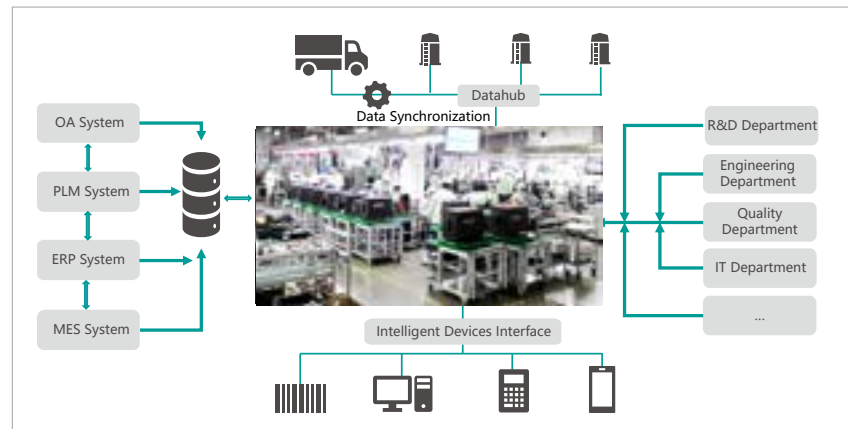 Datahub
Data Synchronization
OA System
PLM System
ERP System
MES System
R&D Department
Engineering
Department
Quality
Department
IT Department
...
Intelligent Devices Interface